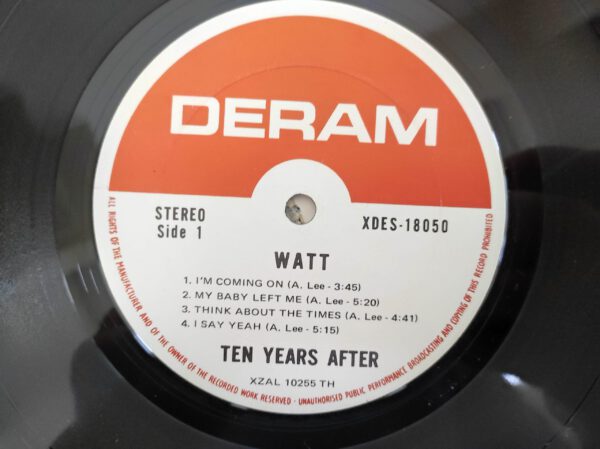 DERAM
STEREO
Side 1
XDES-18050
WATT
1. I'M COMING ON (A. Lee - 3:45)
2. MY BABY LEFT ME (A. Lee - 5:20)
3. THINK ABOUT THE TIMES (A. Lee - 4:41)
4. I SAY YEAH (A. Lee - 5:15)
TEN YEARS AFTER
XZAL 10255 TH
ALL RIGHTS OF THE MANUFACTURER AND OF THE OWNER OF THE RECORDED WORK RESERVED · UNAUTHORISED PUBLIC PERFORMANCE BROADCASTING AND COPYING OF THIS RECORD PROHIBITED